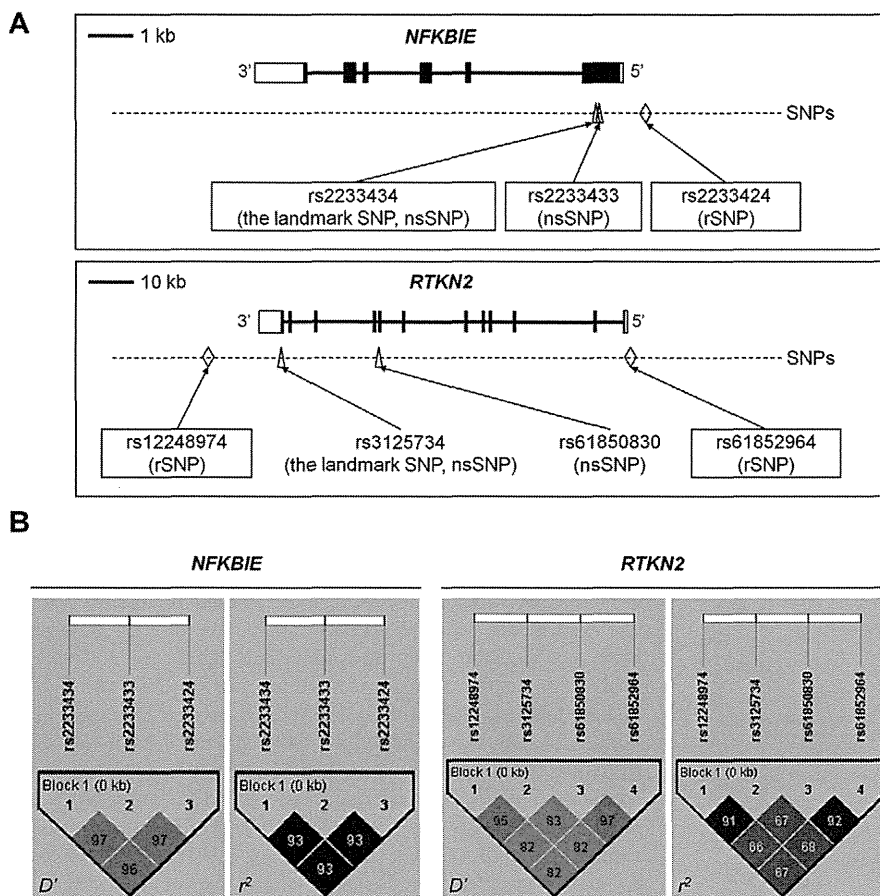 A
1 kb
NFKBIE
3'
5'
SNPs
rs2233434
(the landmark SNP, nsSNP)
rs2233433
(nsSNP)
rs2233424
(rSNP)
10 kb
RTKN2
3'
5'
SNPs
rs12248974
(rSNP)
rs3125734
(the landmark SNP, nsSNP)
rs61850830
(nsSNP)
rs61852964
(rSNP)
B
NFKBIE
RTKN2
rs2233434
rs2233433
rs2233424
Block 1 (0 kb)
1 2 3
97 97
96
D'
rs2233434
rs2233433
rs2233424
Block 1 (0 kb)
1 2 3
93 93
93
r²
rs12248974
rs3125734
rs61850830
rs61852964
Block 1 (0 kb)
1 2 3 4
95 83 97
82 82
82
D'
rs12248974
rs3125734
rs61850830
rs61852964
Block 1 (0 kb)
1 2 3 4
91 67 92
66 68
67
r²